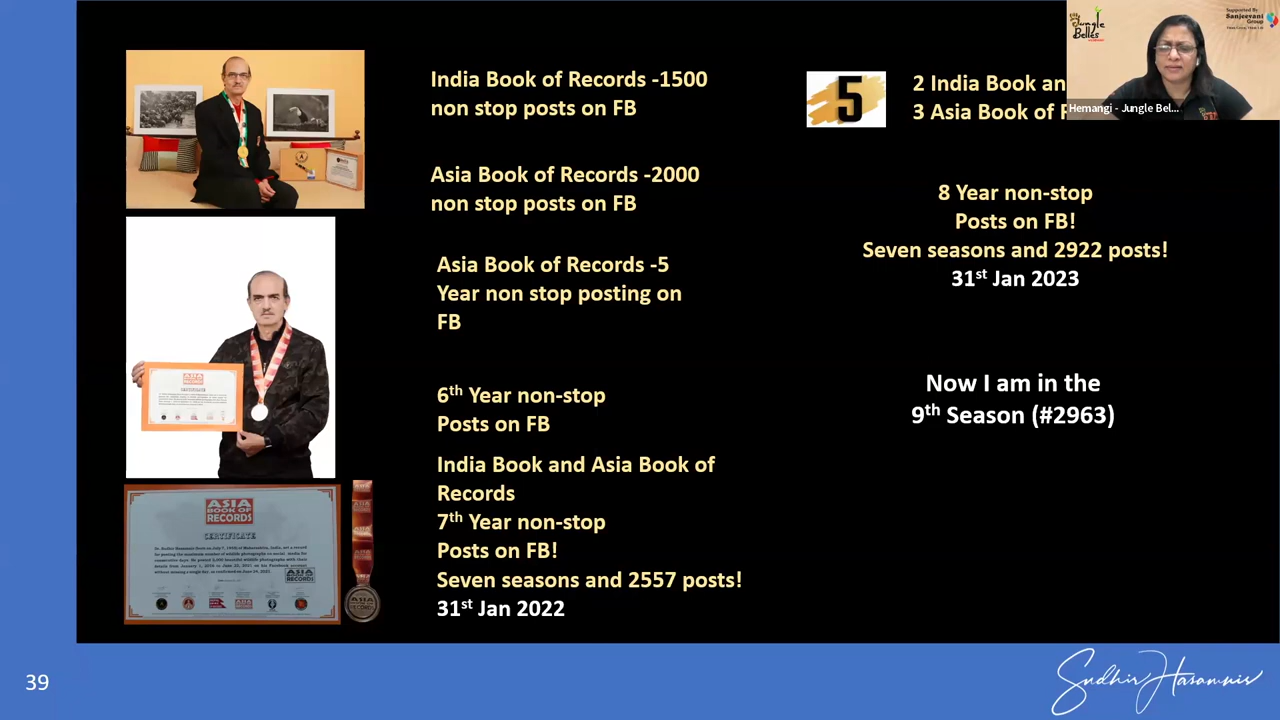 India Book of Records -1500
non stop posts on FB
Asia Book of Records -2000
non stop posts on FB
Asia Book of Records -5
Year non stop posting on
FB
6th Year non-stop
Posts on FB
India Book and Asia Book of
Records
7th Year non-stop
Posts on FB!
Seven seasons and 2557 posts!
31st Jan 2022
5
2 India Book an
3 Asia Book of
8 Year non-stop
Posts on FB!
Seven seasons and 2922 posts!
31st Jan 2023
Now I am in the
9th Season (#2963)
Jungle
Belles
Supported By
Sanjeevani
Group
Hemangi - Jungle Bel...
ASIA
BOOK OF
RECORDS
CERTIFICATE
ASIA
RECORDS
CERTIFICATE
39
Sudhir Hasamnis